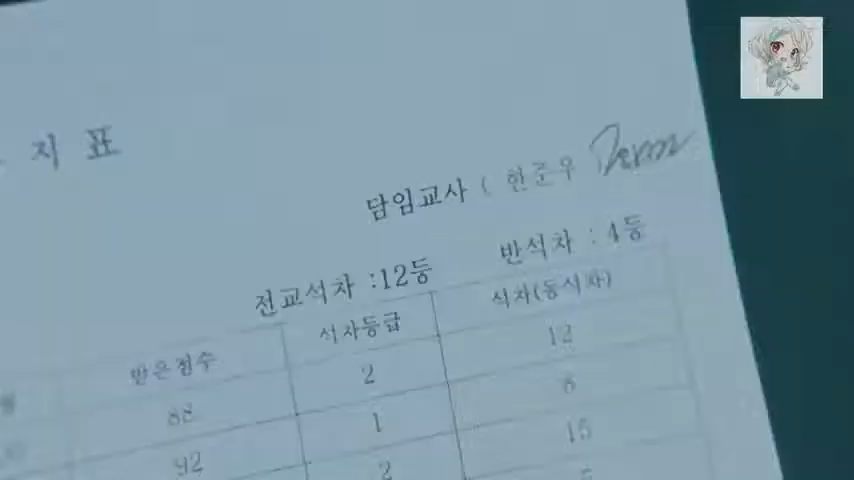 지표
담임교사 ( 한준우
반석차 : 4등
전교석차 :12등
받은점수 석차등급 석차(동석차)
88 2 12
92 1 8
2 15